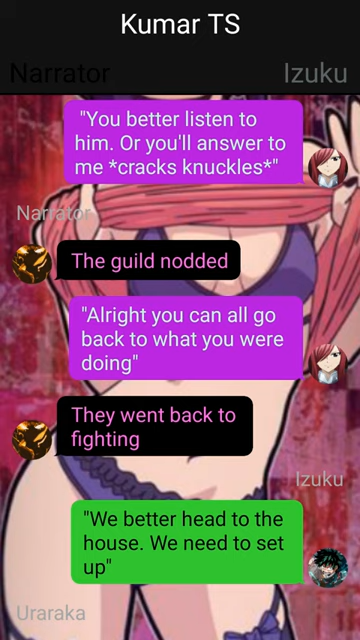 Kumar TS
Narrator Izuku
"You better listen to
him. Or you'll answer to
me *cracks knuckles*"
Narrator
The guild nodded
"Alright you can all go
back to what you were
doing"
They went back to
fighting
Izuku
"We better head to the
house. We need to set
up"
Uraraka